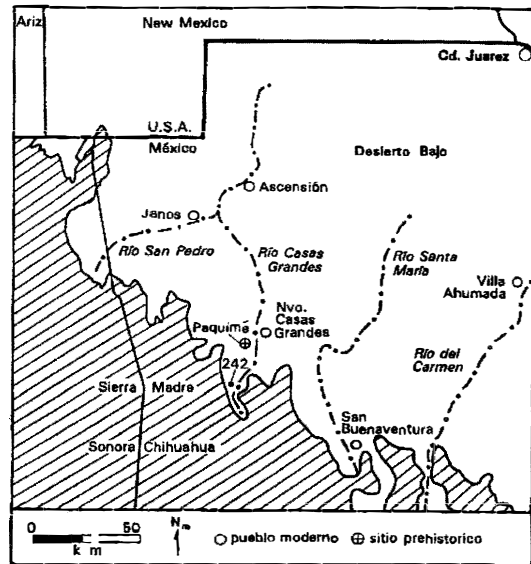 Ariz
New Mexico
Cd. Juarez
U.S.A.
México
Desierto Bajo
Ascensión
Janos
Río San Pedro
Río Casas
Grandes
Río Santa
María
Villa
Ahumada
Nvo.
Casas
Grandes
Paquimé
242
Río del
Carmen
Sierra Madre
San
Buenaventura
Sonora Chihuahua
0 50
k m
Nm
pueblo moderno
sitio prehistorico